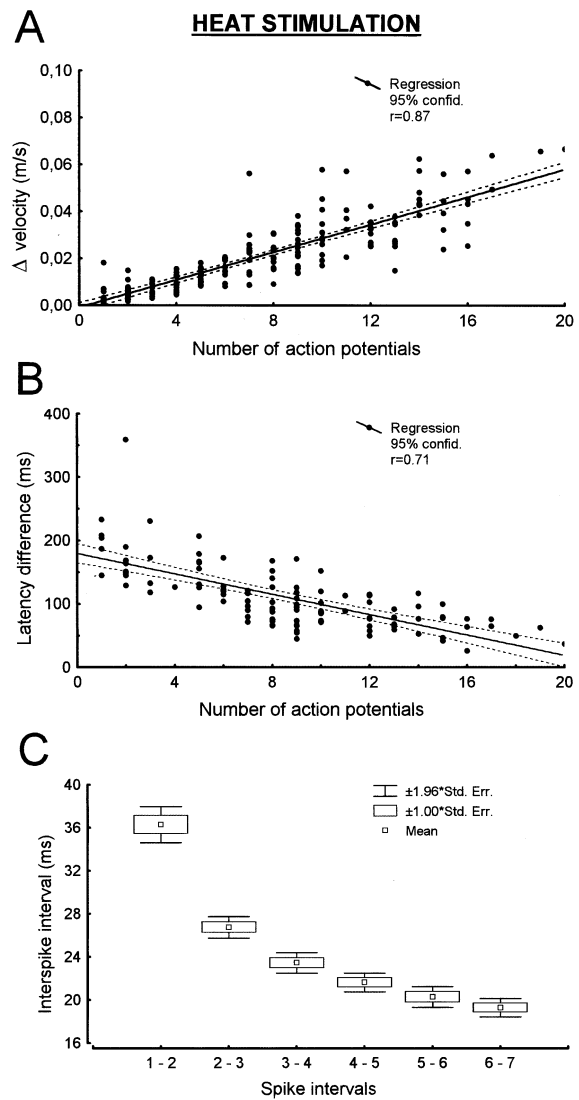 A
HEAT STIMULATION
0,10
0,08
0,06
0,04
0,02
0,00
Δ velocity (m/s)
Regression
95% confid.
r=0.87
0 4 8 12 16 20
Number of action potentials
B
400
300
200
100
0
Latency difference (ms)
Regression
95% confid.
r=0.71
0 4 8 12 16 20
Number of action potentials
C
40
36
32
28
24
20
16
Interspike interval (ms)
±1.96*Std. Err.
±1.00*Std. Err.
Mean
1 - 2 2 - 3 3 - 4 4 - 5 5 - 6 6 - 7
Spike intervals